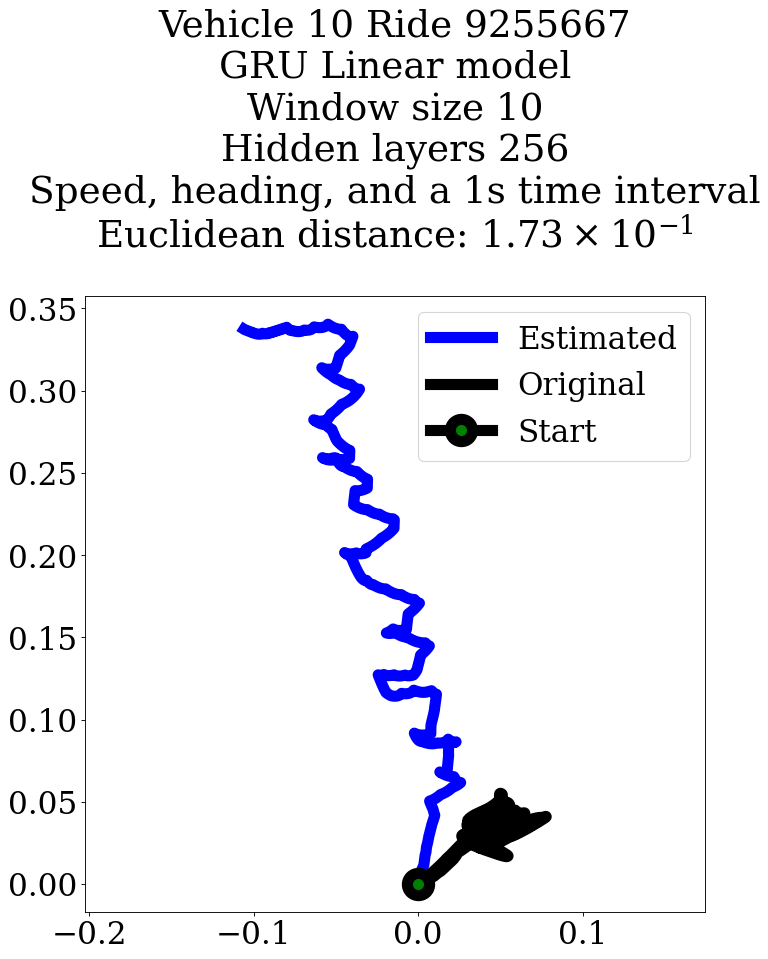 Vehicle 10 Ride 9255667
GRU Linear model
Window size 10
Hidden layers 256
Speed, heading, and a 1s time interval
Euclidean distance: 1.73 × 10⁻¹
0.35
0.30
0.25
0.20
0.15
0.10
0.05
0.00
Estimated
Original
Start
−0.2 −0.1 0.0 0.1